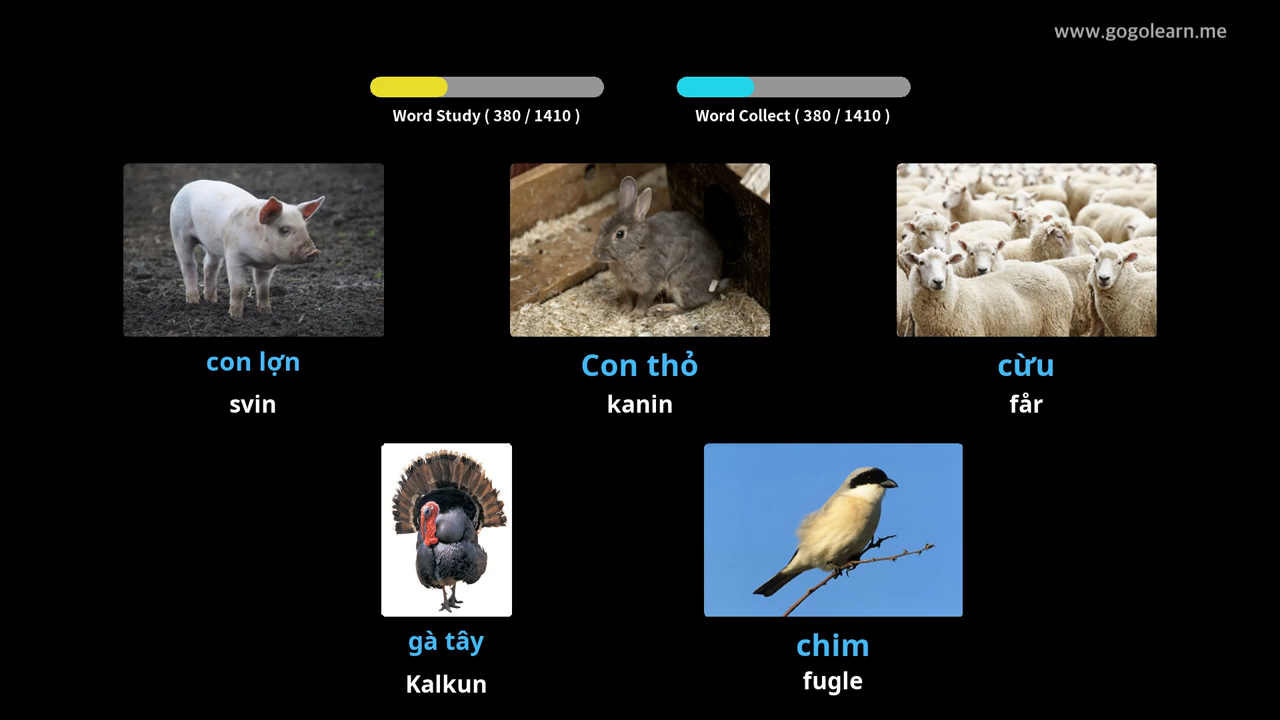 www.gogolearn.me
Word Study ( 380 / 1410 )
Word Collect ( 380 / 1410 )
con lợn
svin
Con thỏ
kanin
cừu
får
gà tây
Kalkun
chim
fugle